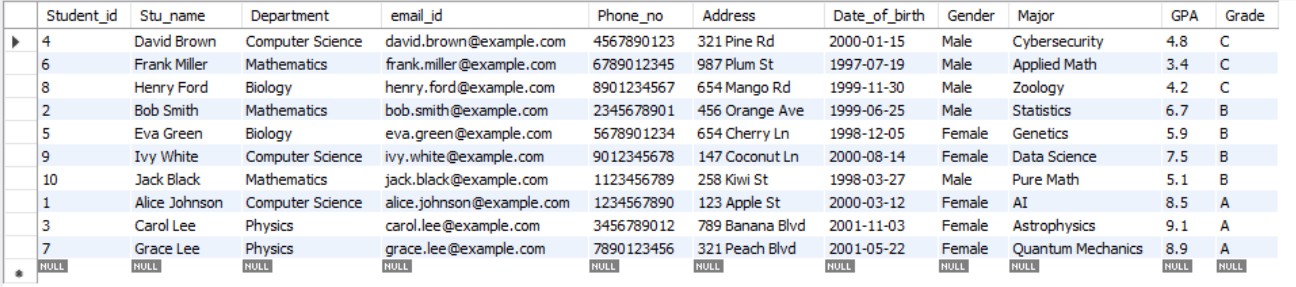 Student_id Stu_name Department email_id Phone_no Address Date_of_birth Gender Major GPA Grade
4 David Brown Computer Science david.brown@example.com 4567890123 321 Pine Rd 2000-01-15 Male Cybersecurity 4.8 C
6 Frank Miller Mathematics frank.miller@example.com 6789012345 987 Plum St 1997-07-19 Male Applied Math 3.4 C
8 Henry Ford Biology henry.ford@example.com 8901234567 654 Mango Rd 1999-11-30 Male Zoology 4.2 C
2 Bob Smith Mathematics bob.smith@example.com 2345678901 456 Orange Ave 1999-06-25 Male Statistics 6.7 B
5 Eva Green Biology eva.green@example.com 5678901234 654 Cherry Ln 1998-12-05 Female Genetics 5.9 B
9 Ivy White Computer Science ivy.white@example.com 9012345678 147 Coconut Ln 2000-08-14 Female Data Science 7.5 B
10 Jack Black Mathematics jack.black@example.com 1123456789 258 Kiwi St 1998-03-27 Male Pure Math 5.1 B
1 Alice Johnson Computer Science alice.johnson@example.com 1234567890 123 Apple St 2000-03-12 Female AI 8.5 A
3 Carol Lee Physics carol.lee@example.com 3456789012 789 Banana Blvd 2001-11-03 Female Astrophysics 9.1 A
7 Grace Lee Physics grace.lee@example.com 7890123456 321 Peach Blvd 2001-05-22 Female Quantum Mechanics 8.9 A
NULL NULL NULL NULL NULL NULL NULL NULL NULL NULL NULL